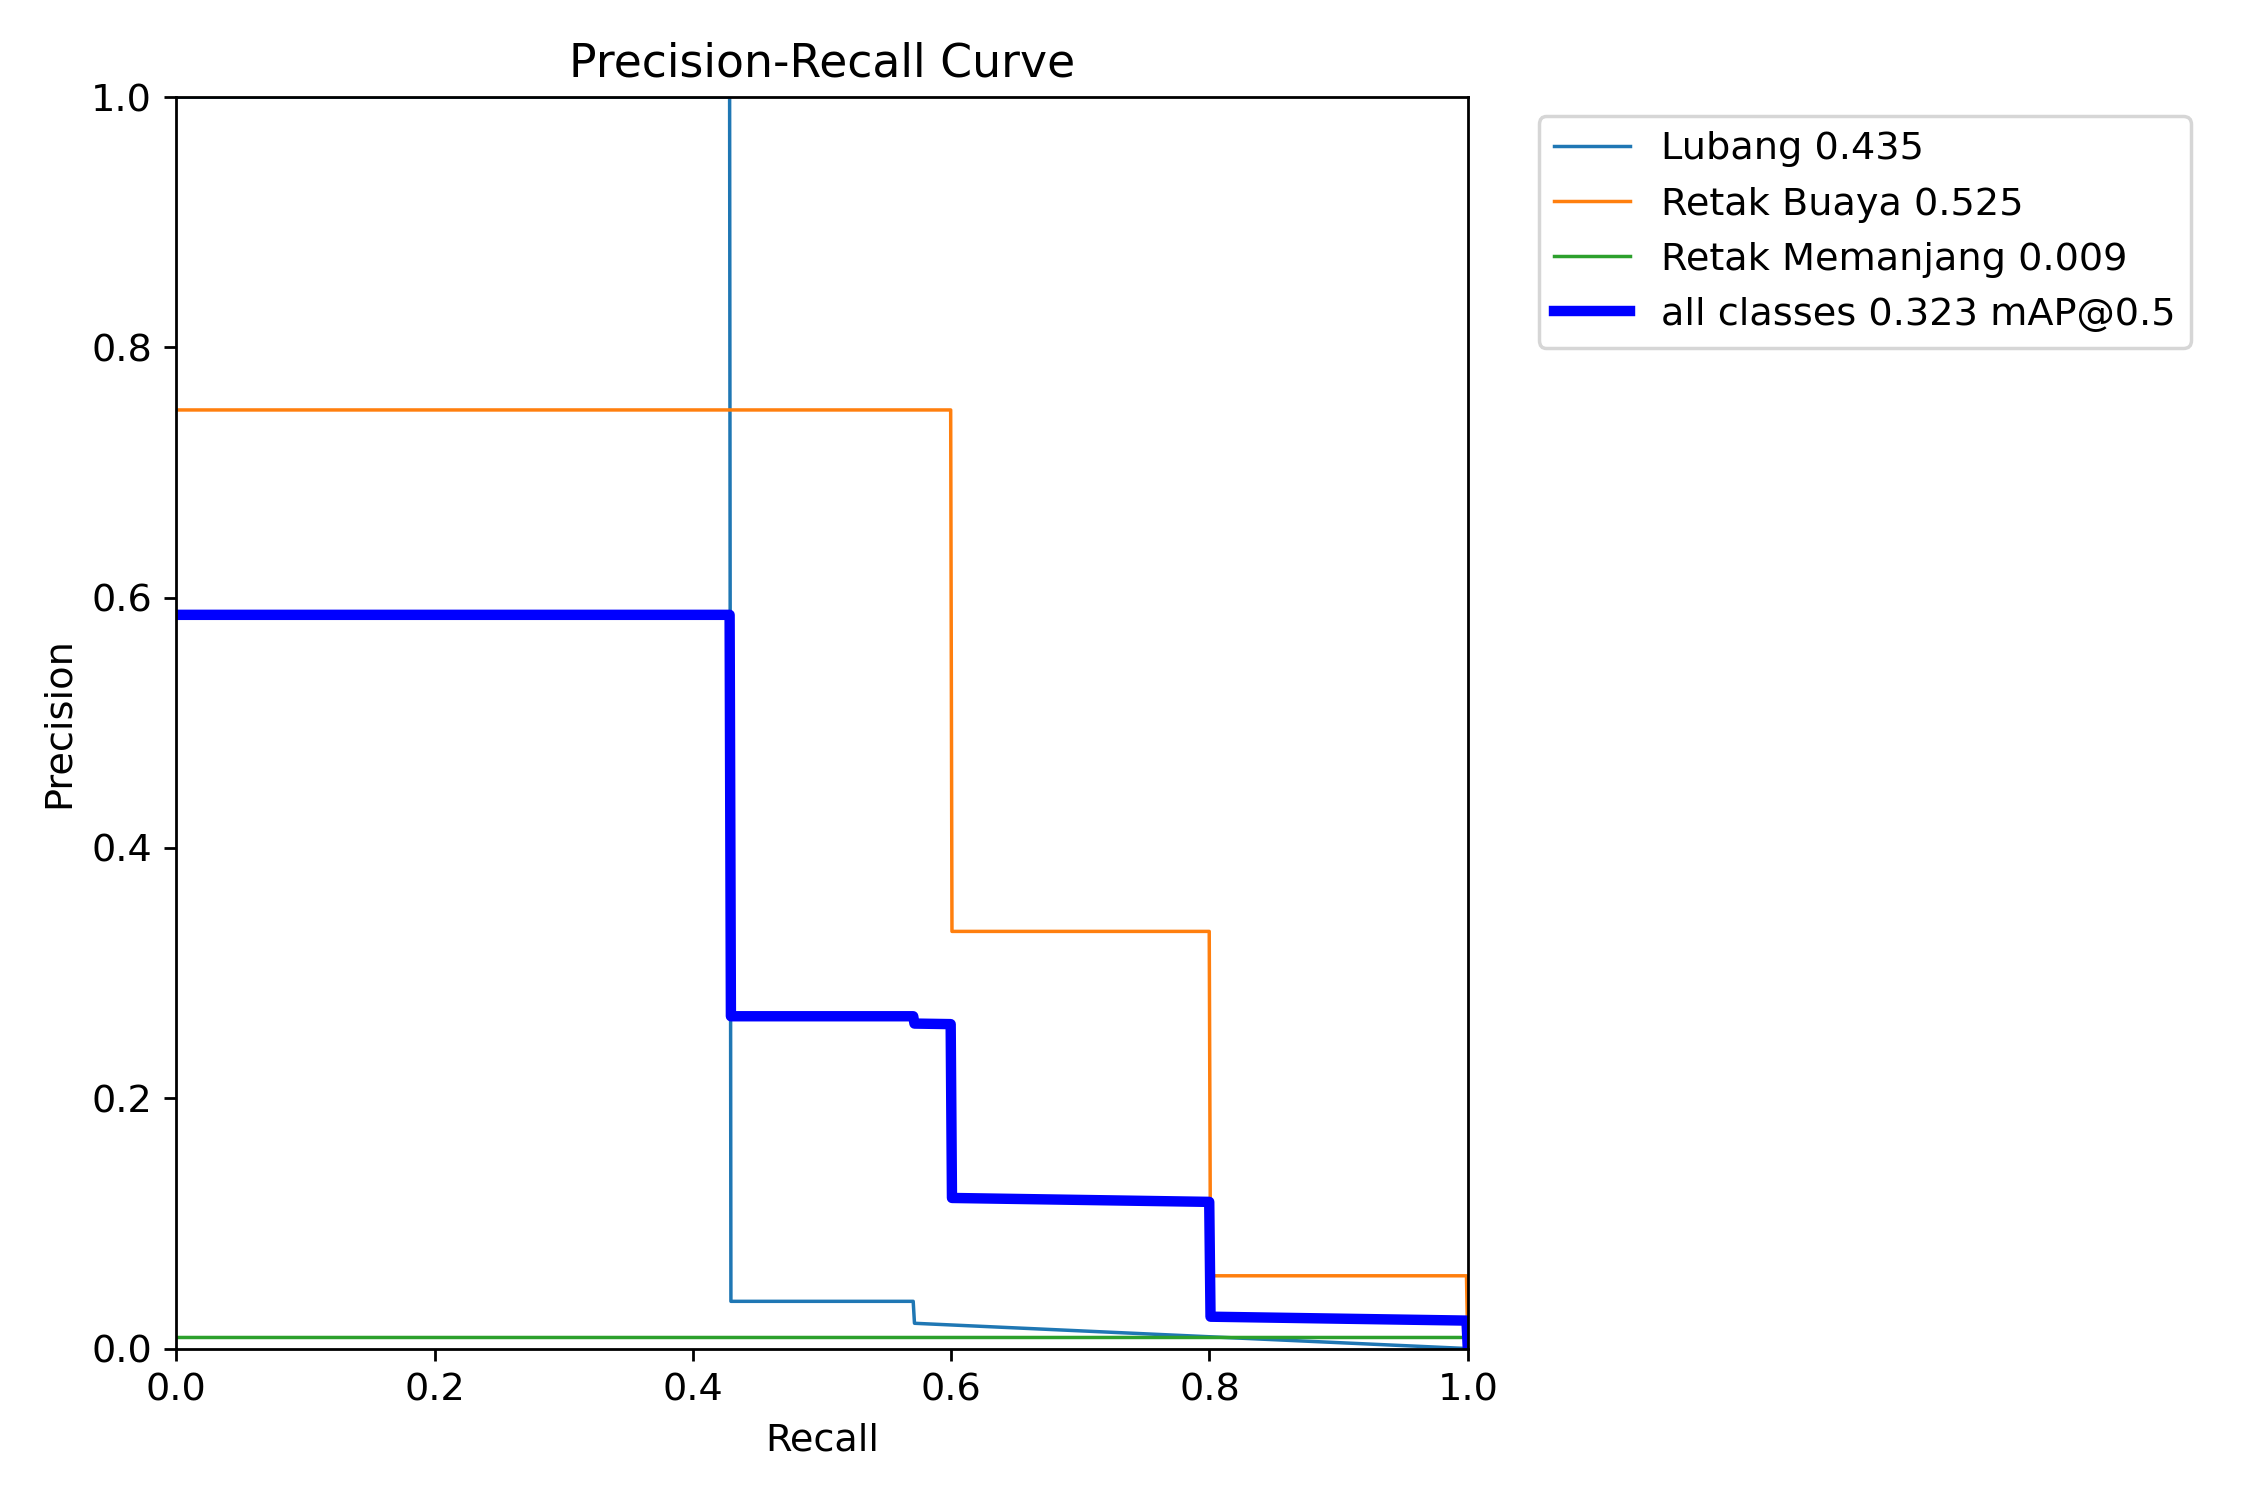 Precision-Recall Curve
1.0
0.8
0.6
0.4
0.2
0.0
Precision
0.0 0.2 0.4 0.6 0.8 1.0
Recall
Lubang 0.435
Retak Buaya 0.525
Retak Memanjang 0.009
all classes 0.323 mAP@0.5